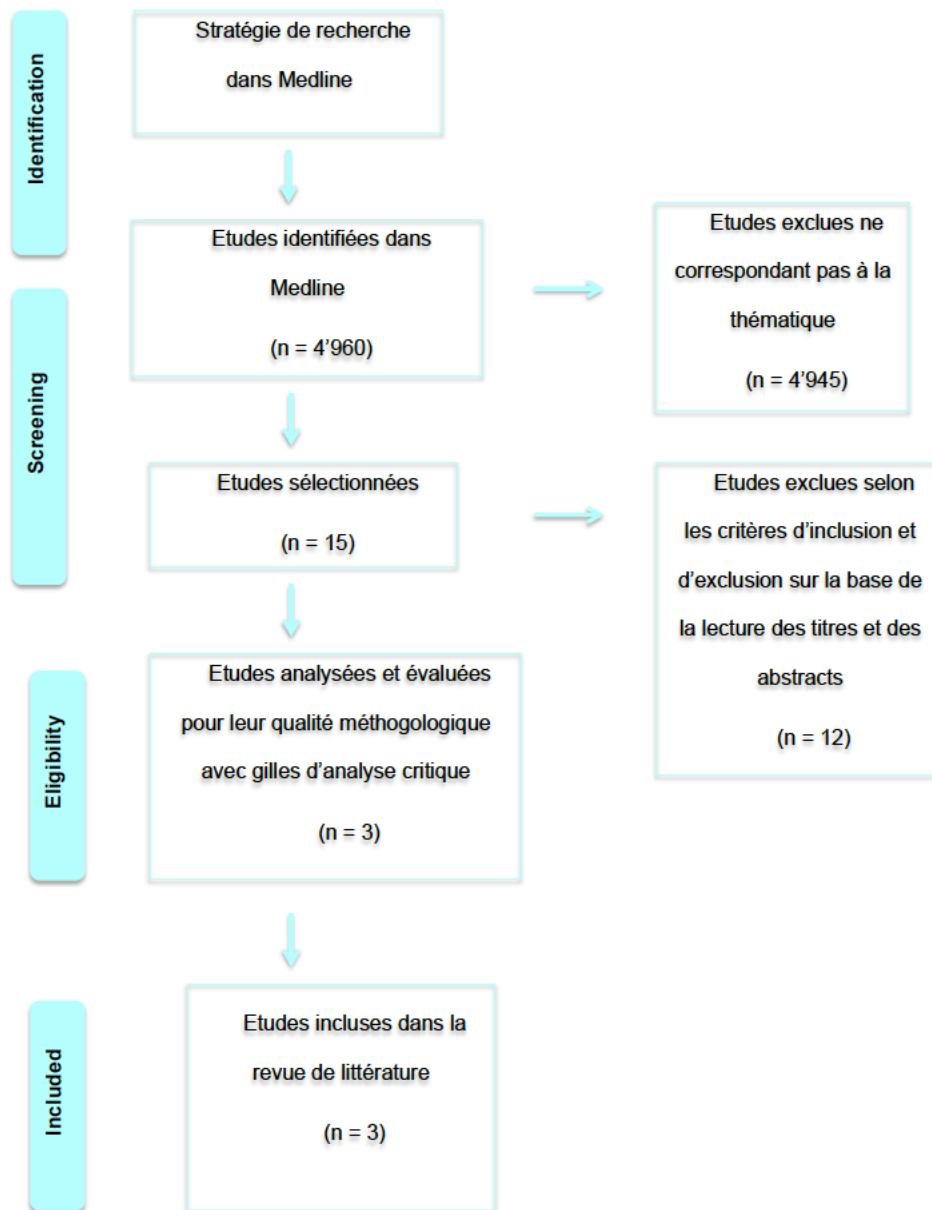 Identification
Stratégie de recherche
dans Medline
Etudes identifiées dans
Medline
(n = 4’960)
Etudes exclues ne
correspondant pas à la
thématique
(n = 4’945)
Screening
Etudes sélectionnées
(n = 15)
Etudes exclues selon
les critères d’inclusion et
d’exclusion sur la base de
la lecture des titres et des
abstracts
(n = 12)
Eligibility
Etudes analysées et évaluées
pour leur qualité méthogologique
avec gilles d’analyse critique
(n = 3)
Included
Etudes incluses dans la
revue de littérature
(n = 3)